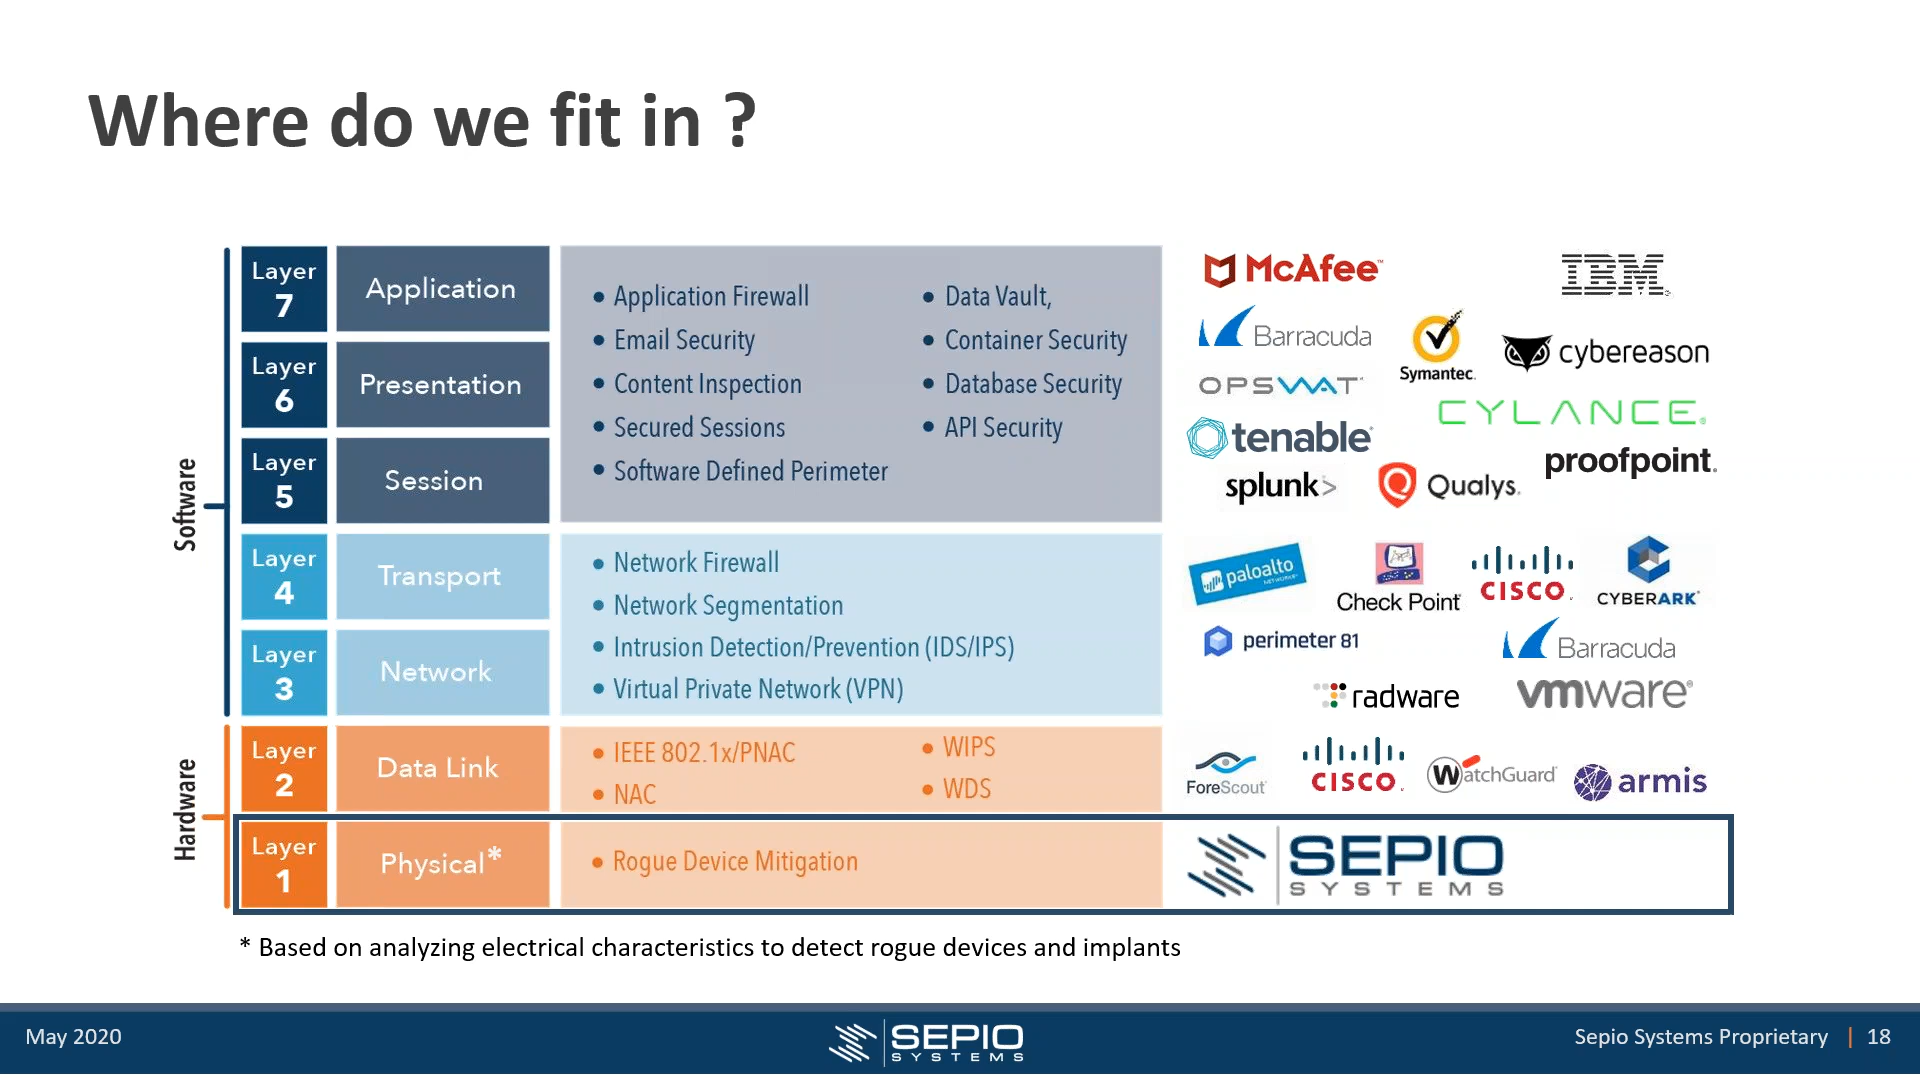 Where do we fit in ?
Software
Layer 7
Application
Layer 6
Presentation
Layer 5
Session
• Application Firewall
• Email Security
• Content Inspection
• Secured Sessions
• Software Defined Perimeter
• Data Vault,
• Container Security
• Database Security
• API Security
McAfee™
IBM
Barracuda
Symantec.
cybereason
OPSWAT
CYLANCE
tenable
proofpoint.
splunk>
Qualys.
Layer 4
Transport
Layer 3
Network
• Network Firewall
• Network Segmentation
• Intrusion Detection/Prevention (IDS/IPS)
• Virtual Private Network (VPN)
paloalto
NETWORKS
Check Point
CISCO
CYBERARK
perimeter 81
Barracuda
radware
vmware®
Hardware
Layer 2
Data Link
• IEEE 802.1x/PNAC
• NAC
• WIPS
• WDS
ForeScout
CISCO
WatchGuard
armis
Layer 1
Physical*
• Rogue Device Mitigation
SEPIO
SYSTEMS
* Based on analyzing electrical characteristics to detect rogue devices and implants
May 2020
SEPIO
SYSTEMS
Sepio Systems Proprietary | 18